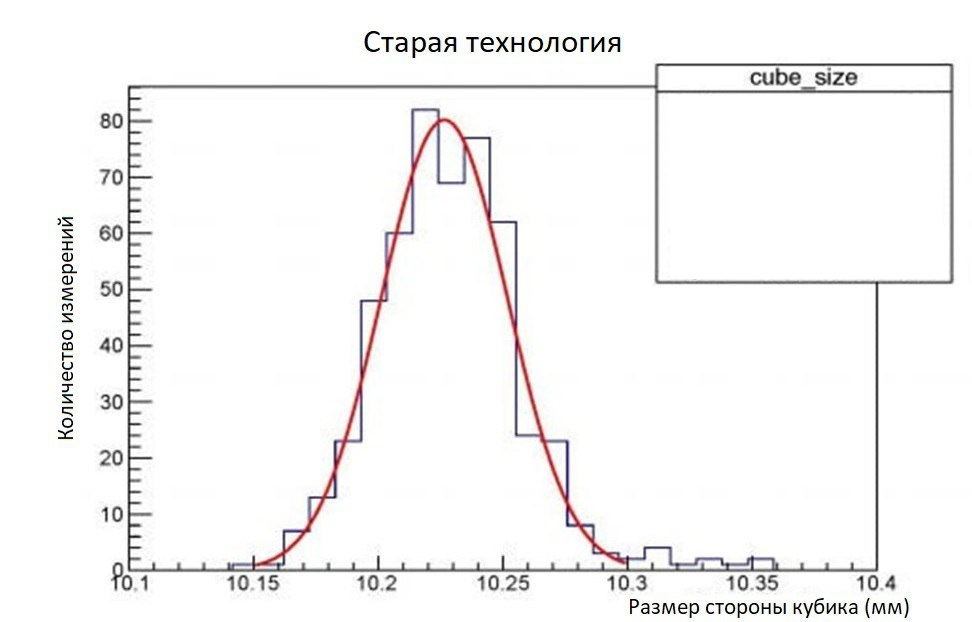 Старая технология
cube_size
Количество измерений
80
70
60
50
40
30
20
10
0
10.1 10.15 10.2 10.25 10.3 10.35 10.4
Размер стороны кубика (мм)